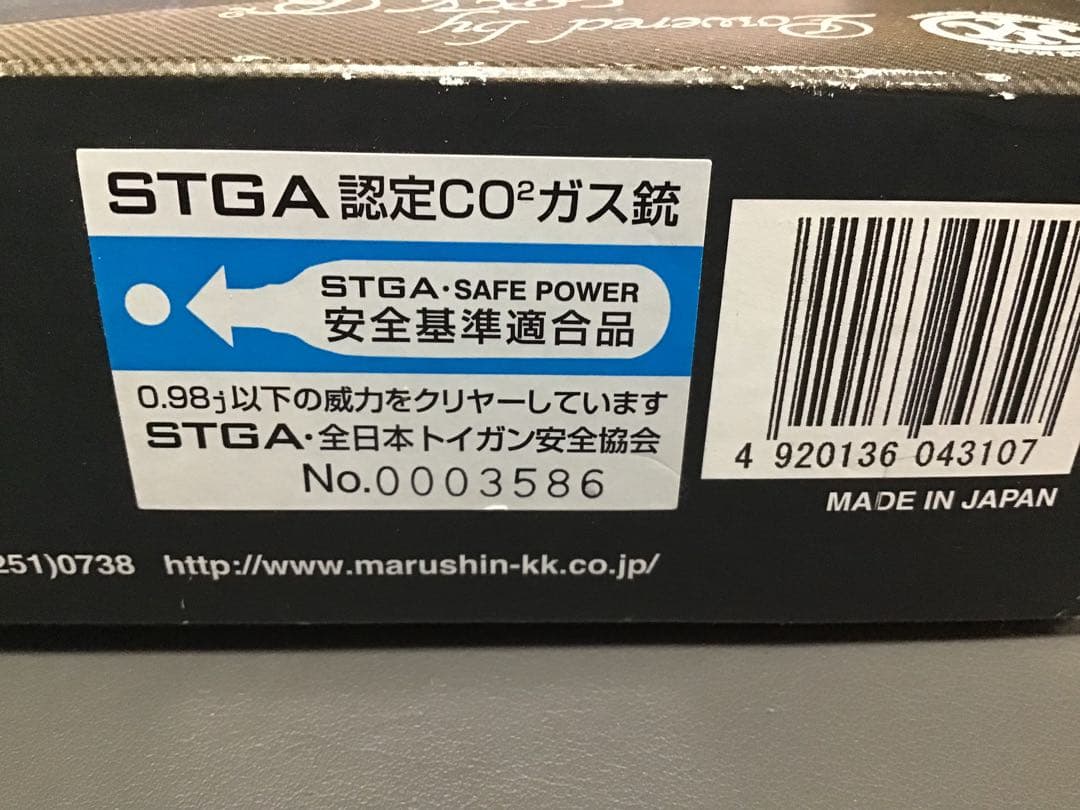 Powered by
STGA 認定CO²ガス銃
STGA·SAFE POWER
安全基準適合品
0.98j以下の威力をクリヤーしています
STGA·全日本トイガン安全協会
No.0003586
4 920136 043107
MADE IN JAPAN
251)0738 http://www.marushin-kk.co.jp/